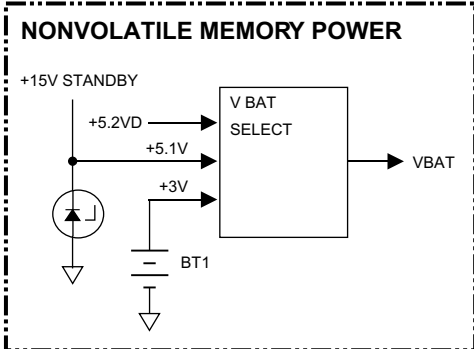 NONVOLATILE MEMORY POWER
+15V STANDBY
V BAT
SELECT
+5.2VD
+5.1V
+3V
VBAT
BT1